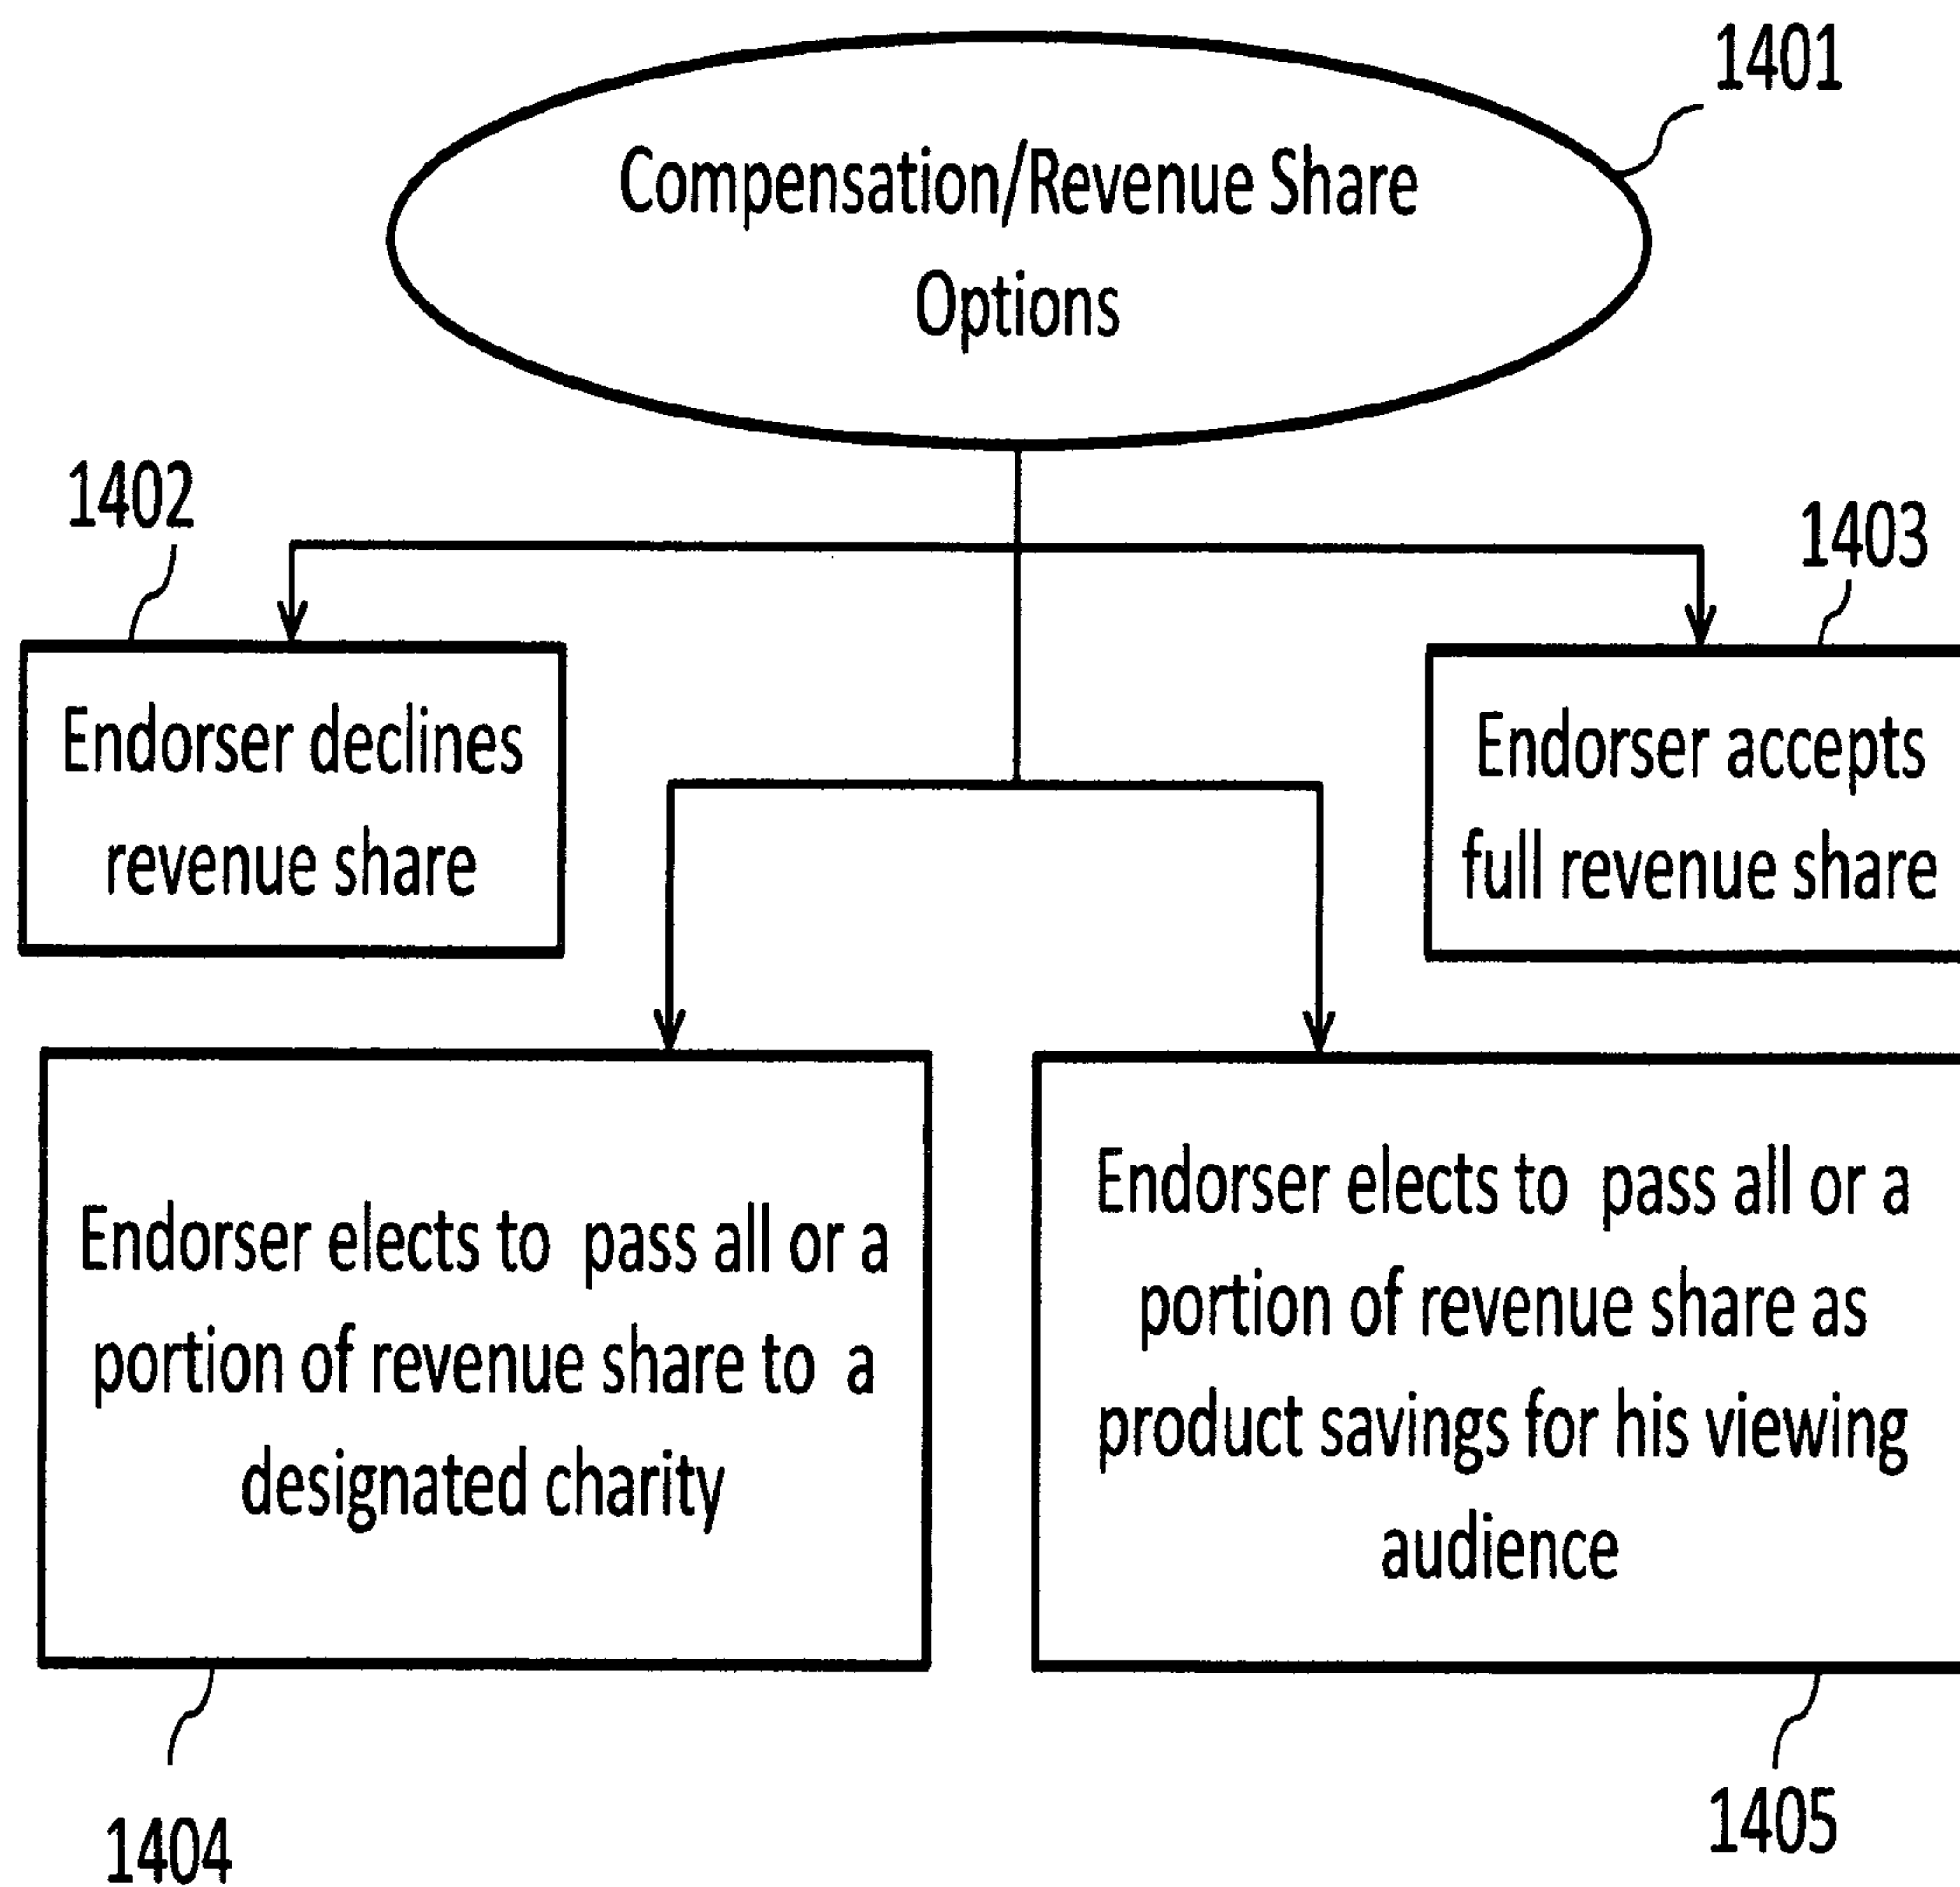 1401
Compensation/Revenue Share
Options
1402
1403
Endorser declines
revenue share
Endorser accepts
full revenue share
Endorser elects to pass all or a
portion of revenue share to a
designated charity
Endorser elects to pass all or a
portion of revenue share as
product savings for his viewing
audience
1404
1405